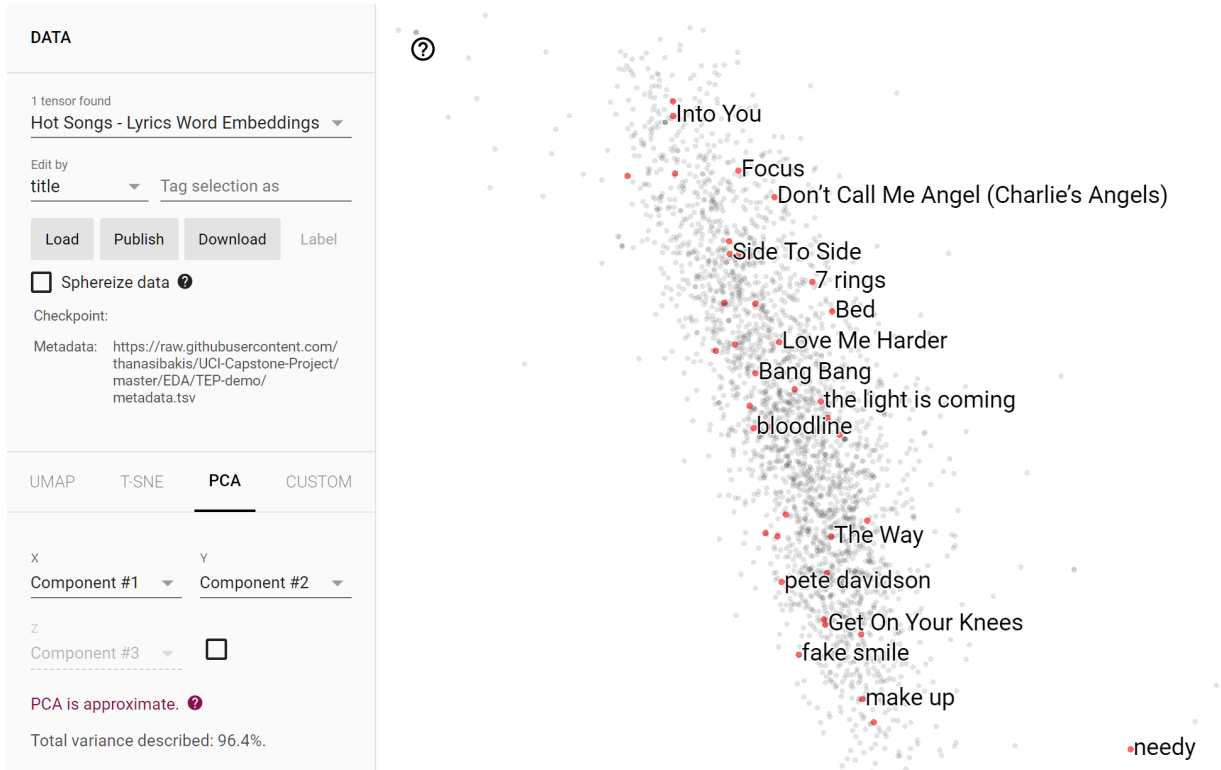 DATA
1 tensor found
Hot Songs - Lyrics Word Embeddings
Edit by
title
Tag selection as
Load
Publish
Download
Label
Sphereize data
Checkpoint:
Metadata: https://raw.githubusercontent.com/
thanasibakis/UCI-Capstone-Project/
master/EDA/TEP-demo/
metadata.tsv
UMAP
T-SNE
PCA
CUSTOM
X
Component #1
Y
Component #2
Z
Component #3
PCA is approximate.
Total variance described: 96.4%.
Into You
Focus
Don’t Call Me Angel (Charlie’s Angels)
Side To Side
7 rings
Bed
Love Me Harder
Bang Bang
the light is coming
bloodline
The Way
pete davidson
Get On Your Knees
fake smile
make up
needy